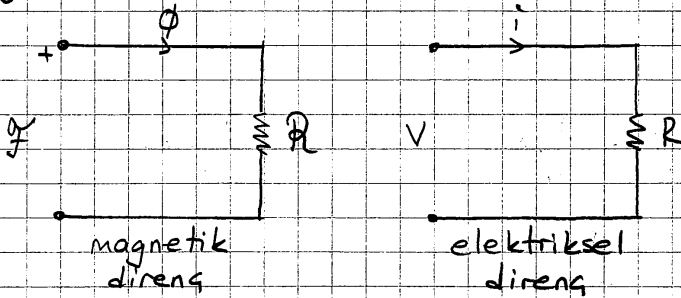 ϕ i
+
ℱ ℛ V R
magnetik elektriksel
direnç direnç